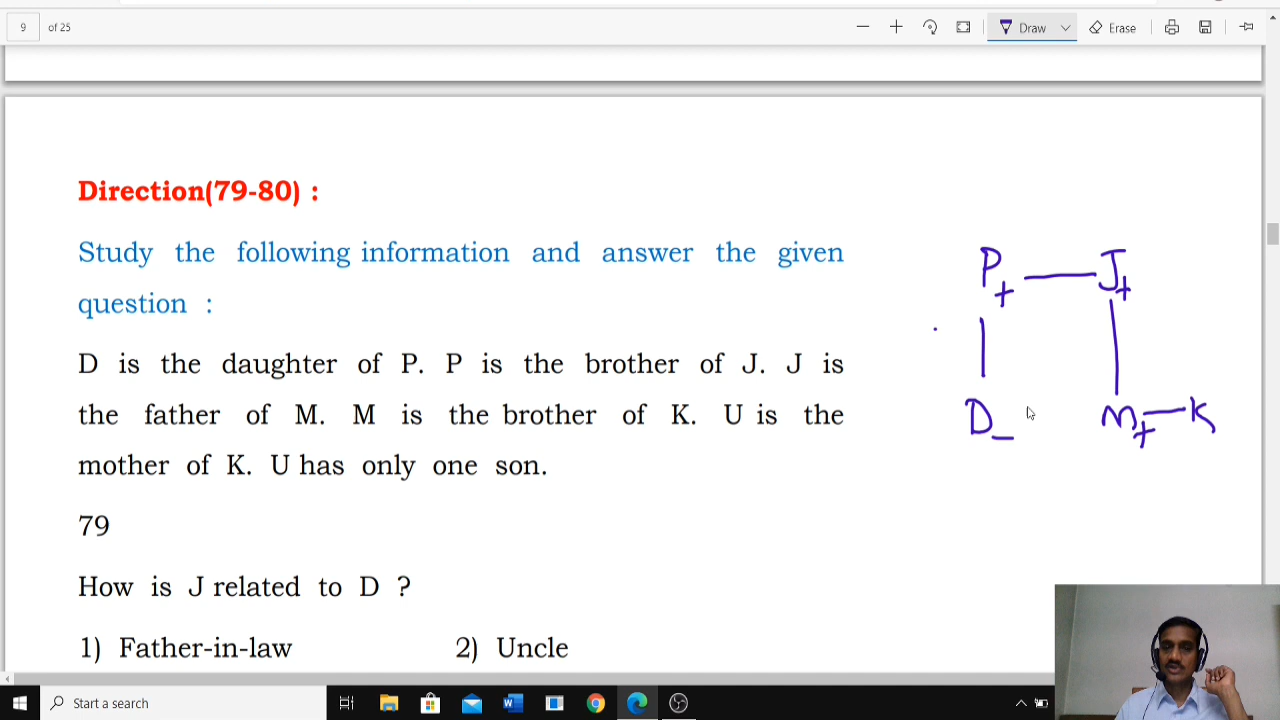 9 of 25
Draw
Erase
Direction(79-80) :
Study the following information and answer the given
question :
D is the daughter of P. P is the brother of J. J is
the father of M. M is the brother of K. U is the
mother of K. U has only one son.
79
How is J related to D ?
1) Father-in-law 2) Uncle
P+ — J+
D_ M+ — K
Start a search